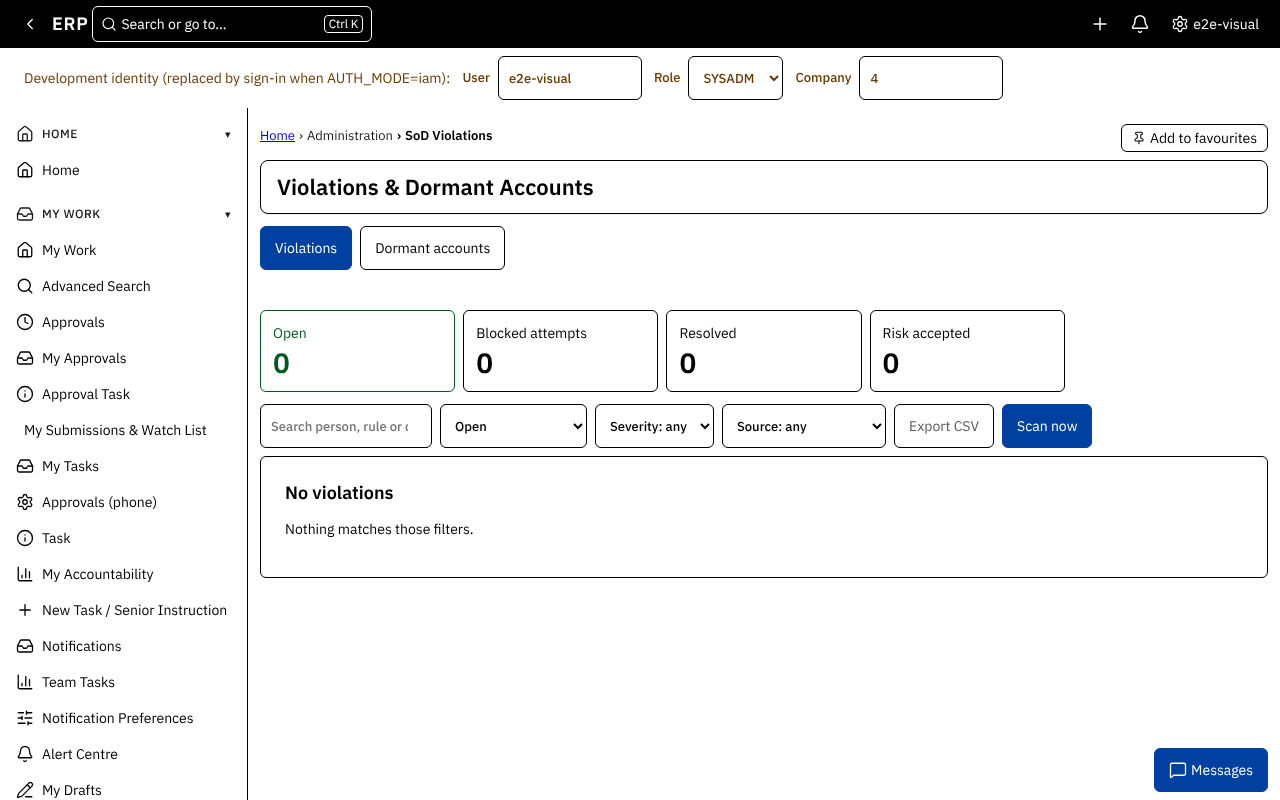 ERP
Search or go to...
Ctrl K
e2e-visual
Development identity (replaced by sign-in when AUTH_MODE=iam):
User
e2e-visual
Role
SYSADM
Company
4
HOME
Home
MY WORK
My Work
Advanced Search
Approvals
My Approvals
Approval Task
My Submissions & Watch List
My Tasks
Approvals (phone)
Task
My Accountability
New Task / Senior Instruction
Notifications
Team Tasks
Notification Preferences
Alert Centre
My Drafts
Home › Administration › SoD Violations
Add to favourites
Violations & Dormant Accounts
Violations
Dormant accounts
Open
0
Blocked attempts
0
Resolved
0
Risk accepted
0
Search person, rule or
Open
Severity: any
Source: any
Export CSV
Scan now
No violations
Nothing matches those filters.
Messages